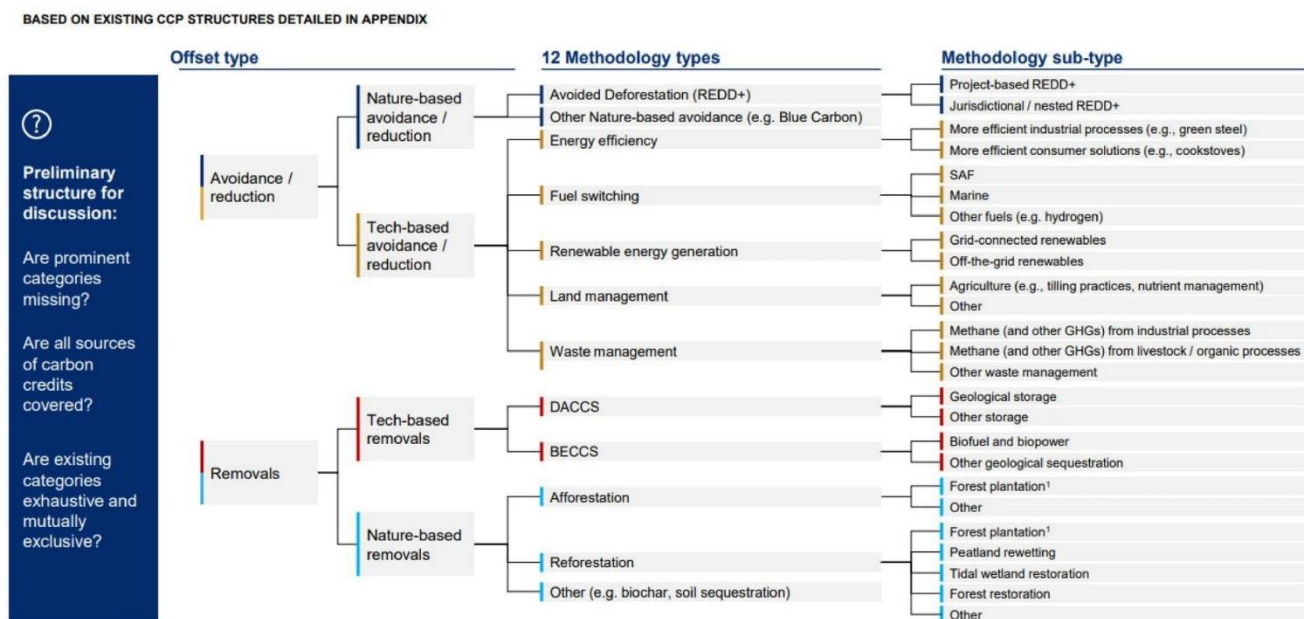 BASED ON EXISTING CCP STRUCTURES DETAILED IN APPENDIX
Offset type
12 Methodology types
Methodology sub-type
?
Preliminary
structure for
discussion:
Are prominent
categories
missing?
Are all sources
of carbon
credits
covered?
Are existing
categories
exhaustive and
mutually
exclusive?
Avoidance /
reduction
Removals
Nature-based
avoidance /
reduction
Tech-based
avoidance /
reduction
Tech-based
removals
Nature-based
removals
Avoided Deforestation (REDD+)
Other Nature-based avoidance (e.g. Blue Carbon)
Energy efficiency
Fuel switching
Renewable energy generation
Land management
Waste management
DACCS
BECCS
Afforestation
Reforestation
Other (e.g. biochar, soil sequestration)
Project-based REDD+
Jurisdictional / nested REDD+
More efficient industrial processes (e.g., green steel)
More efficient consumer solutions (e.g., cookstoves)
SAF
Marine
Other fuels (e.g. hydrogen)
Grid-connected renewables
Off-the-grid renewables
Agriculture (e.g., tilling practices, nutrient management)
Other
Methane (and other GHGs) from industrial processes
Methane (and other GHGs) from livestock / organic processes
Other waste management
Geological storage
Other storage
Biofuel and biopower
Other geological sequestration
Forest plantation¹
Other
Forest plantation¹
Peatland rewetting
Tidal wetland restoration
Forest restoration
Other